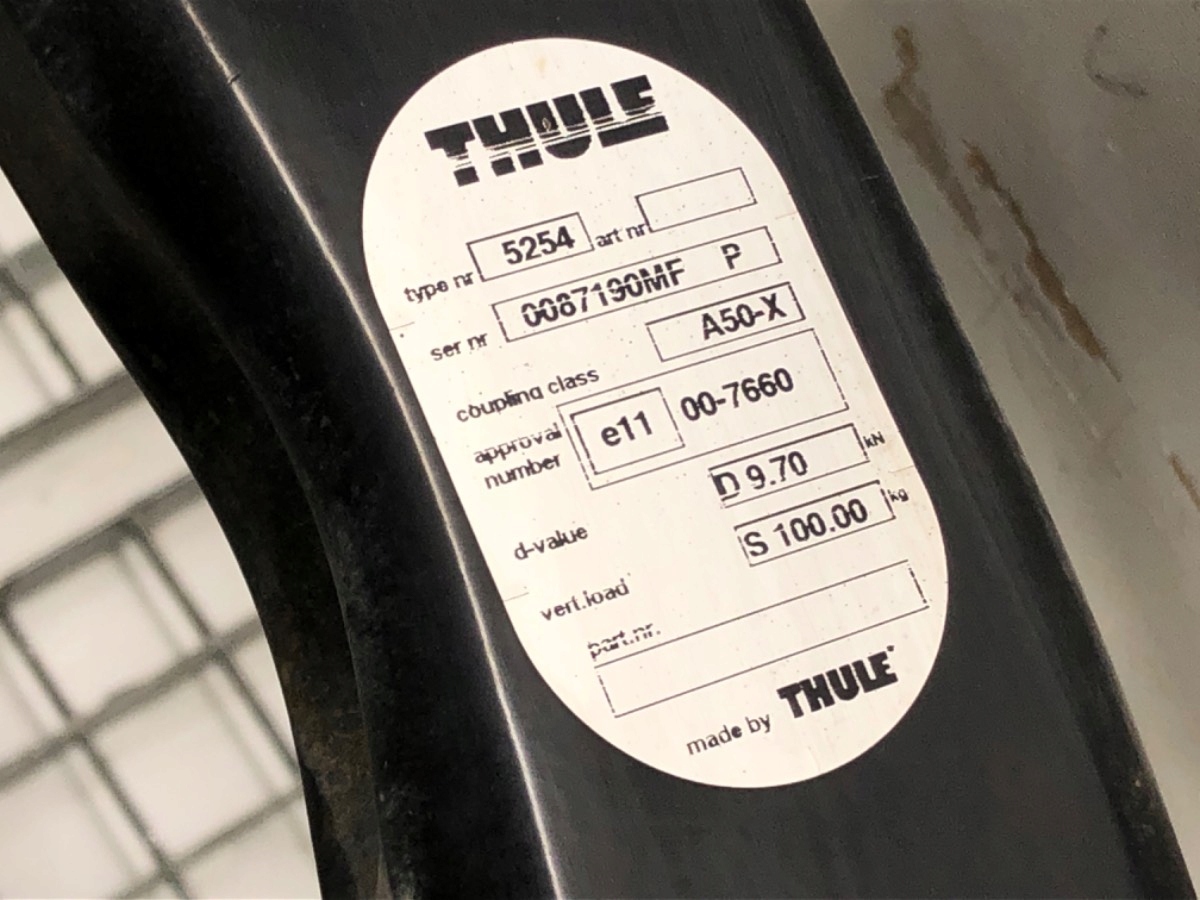 THULE
type nr 5254 art nr
ser nr 0087190MF P
coupling class A50-X
approval number e11 00-7660
d-value D 9.70 kN
vert.load S 100.00 kg
part.nr.
made by THULE